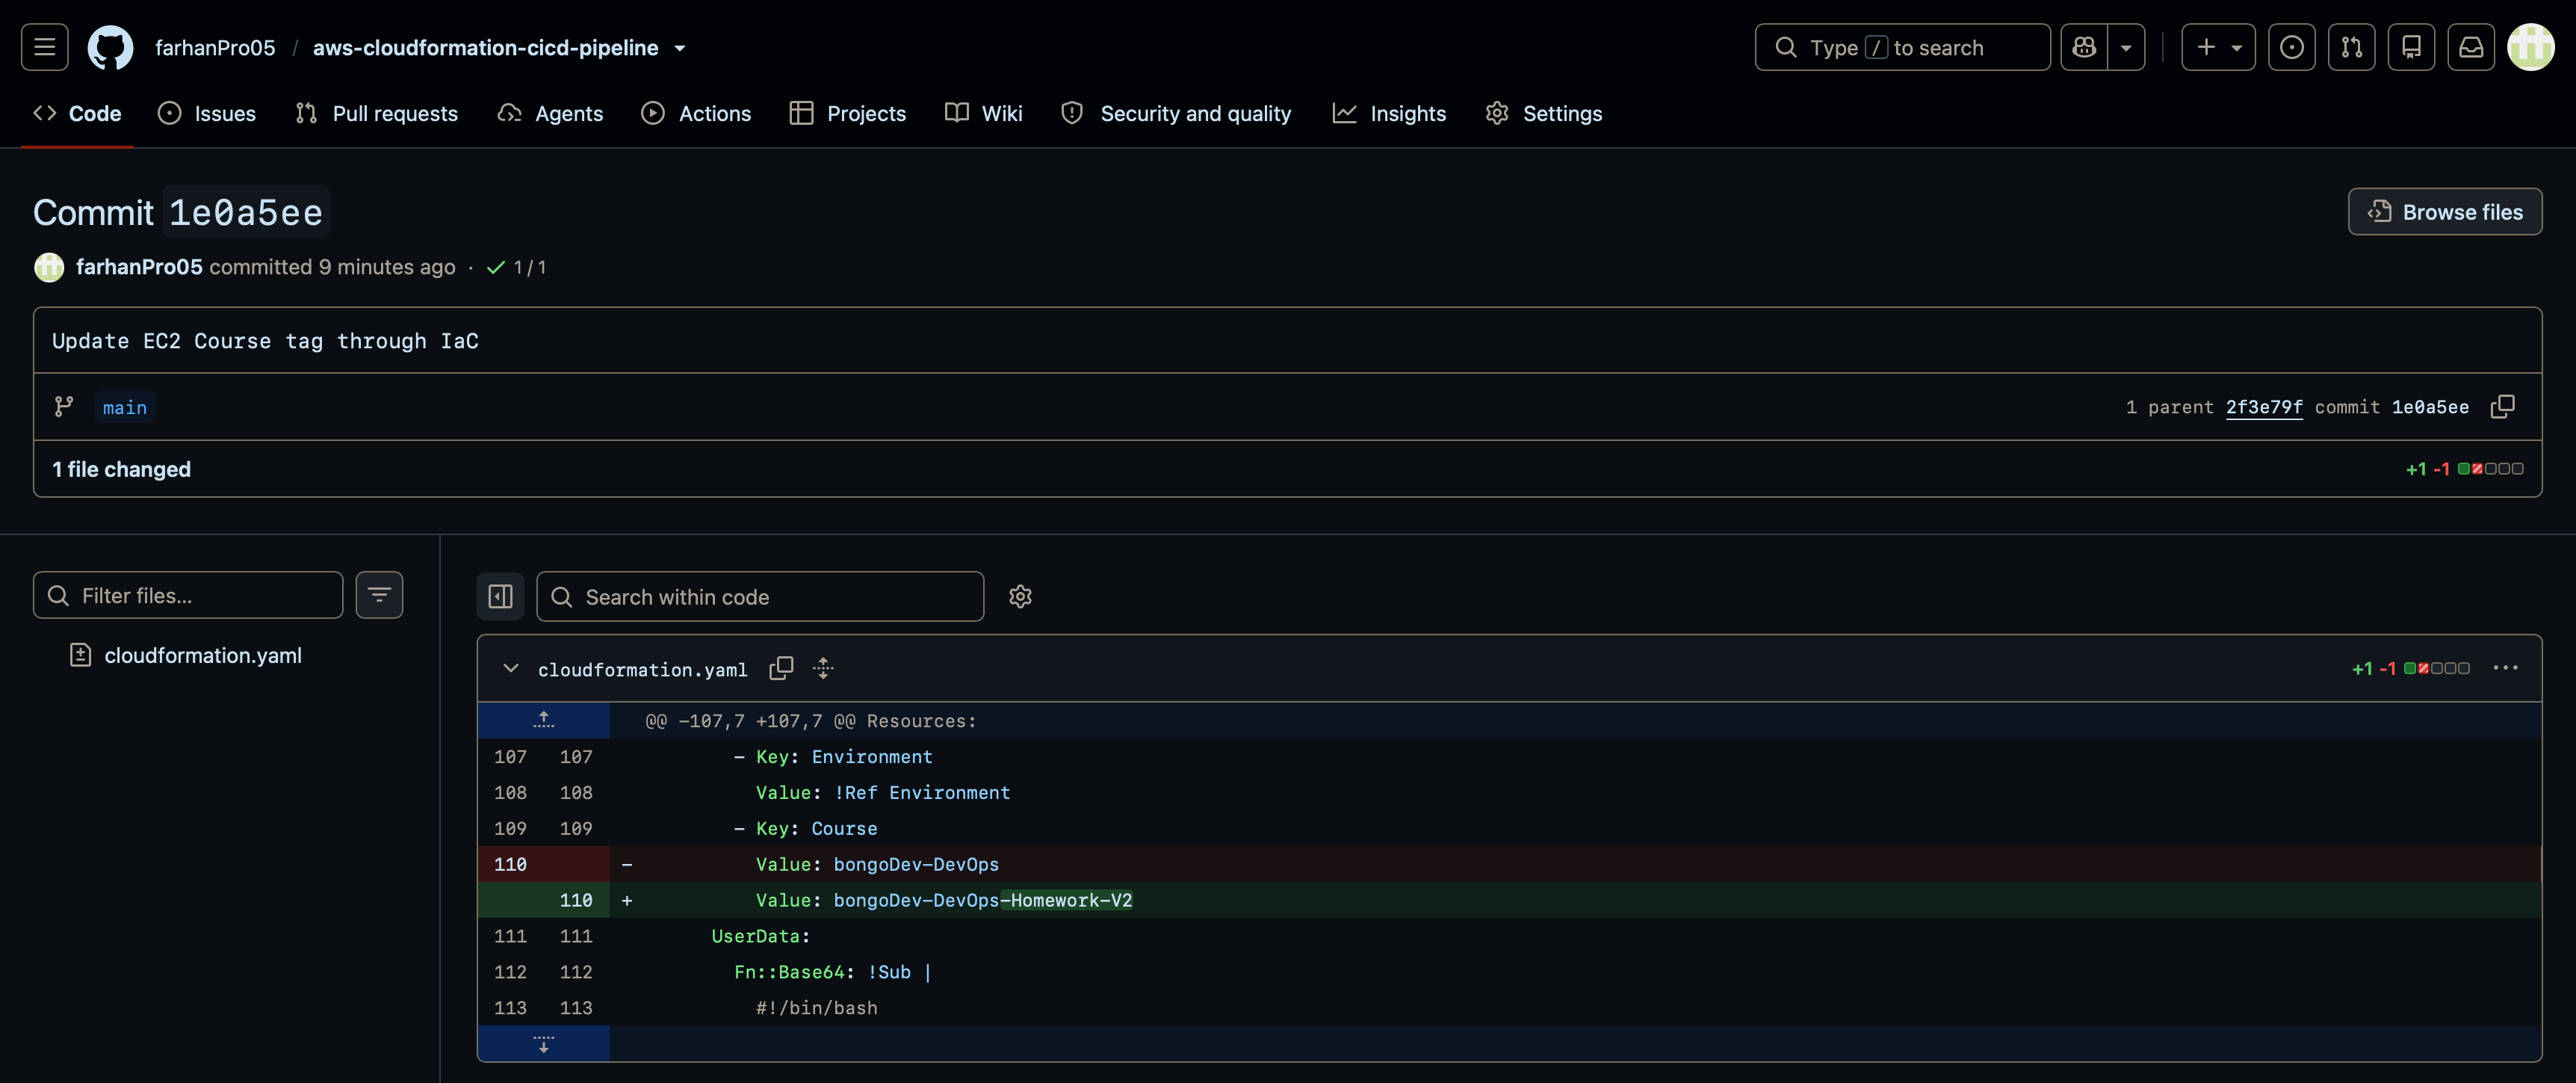 farhanPro05 / aws-cloudformation-cicd-pipeline
Type / to search
Code Issues Pull requests Agents Actions Projects Wiki Security and quality Insights Settings
Commit 1e0a5ee
Browse files
farhanPro05 committed 9 minutes ago · 1 / 1
Update EC2 Course tag through IaC
main
1 parent 2f3e79f commit 1e0a5ee
1 file changed
+1 -1
Filter files...
cloudformation.yaml
Search within code
cloudformation.yaml
+1 -1
@@ -107,7 +107,7 @@ Resources:
107 107 - Key: Environment
108 108 Value: !Ref Environment
109 109 - Key: Course
110 - Value: bongoDev-DevOps
110 + Value: bongoDev-DevOps-Homework-V2
111 111 UserData:
112 112 Fn::Base64: !Sub |
113 113 #!/bin/bash